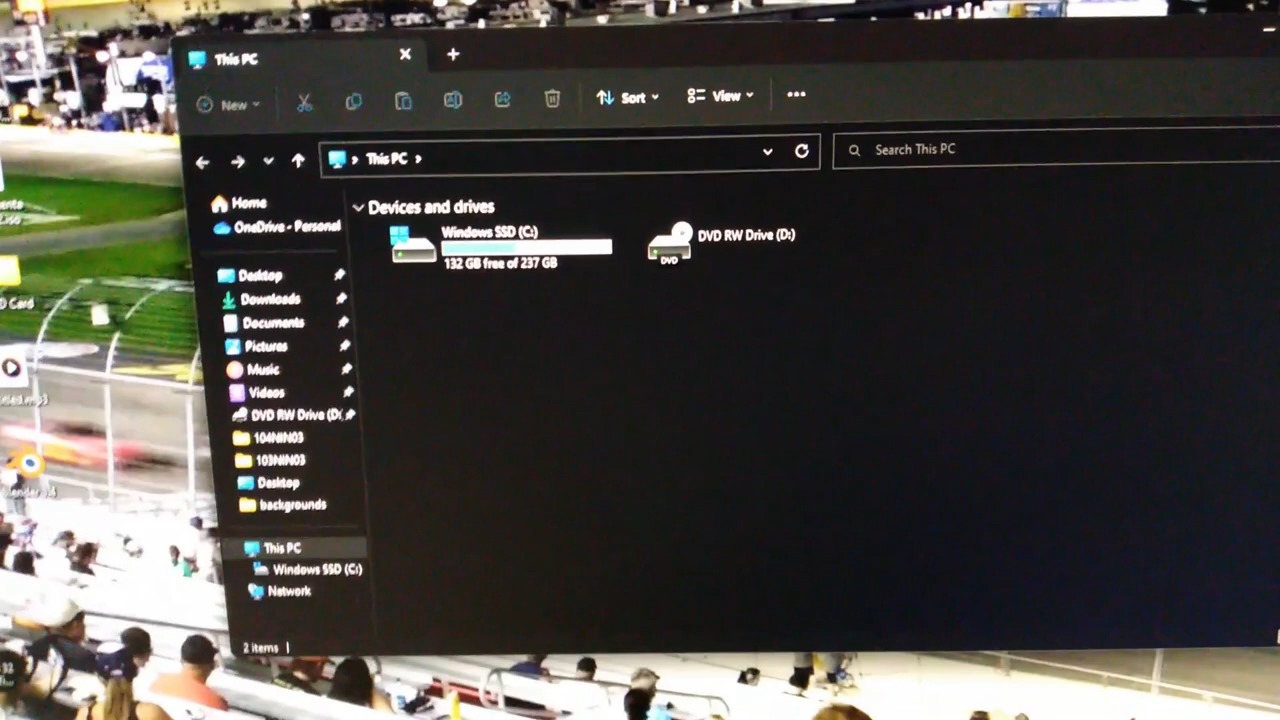 This PC
New
Sort
View
This PC
Search This PC
Home
OneDrive - Personal
Desktop
Downloads
Documents
Pictures
Music
Videos
DVD RW Drive (D:
104NIN03
103NIN03
Desktop
backgrounds
This PC
Windows SSD (C:)
Network
2 items
Devices and drives
Windows SSD (C:)
132 GB free of 237 GB
DVD RW Drive (D:)
DVD
D Card